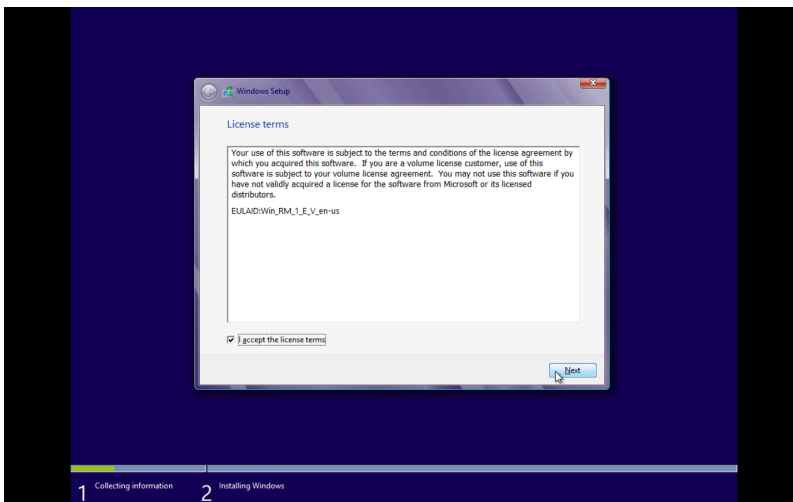 Windows Setup
License terms
Your use of this software is subject to the terms and conditions of the license agreement by
which you acquired this software.  If you are a volume license customer, use of this
software is subject to your volume license agreement.  You may not use this software if you
have not validly acquired a license for the software from Microsoft or its licensed
distributors.
EULAID:Win_RM_1_E_V_en-us
I accept the license terms
Next
1 Collecting information
2 Installing Windows